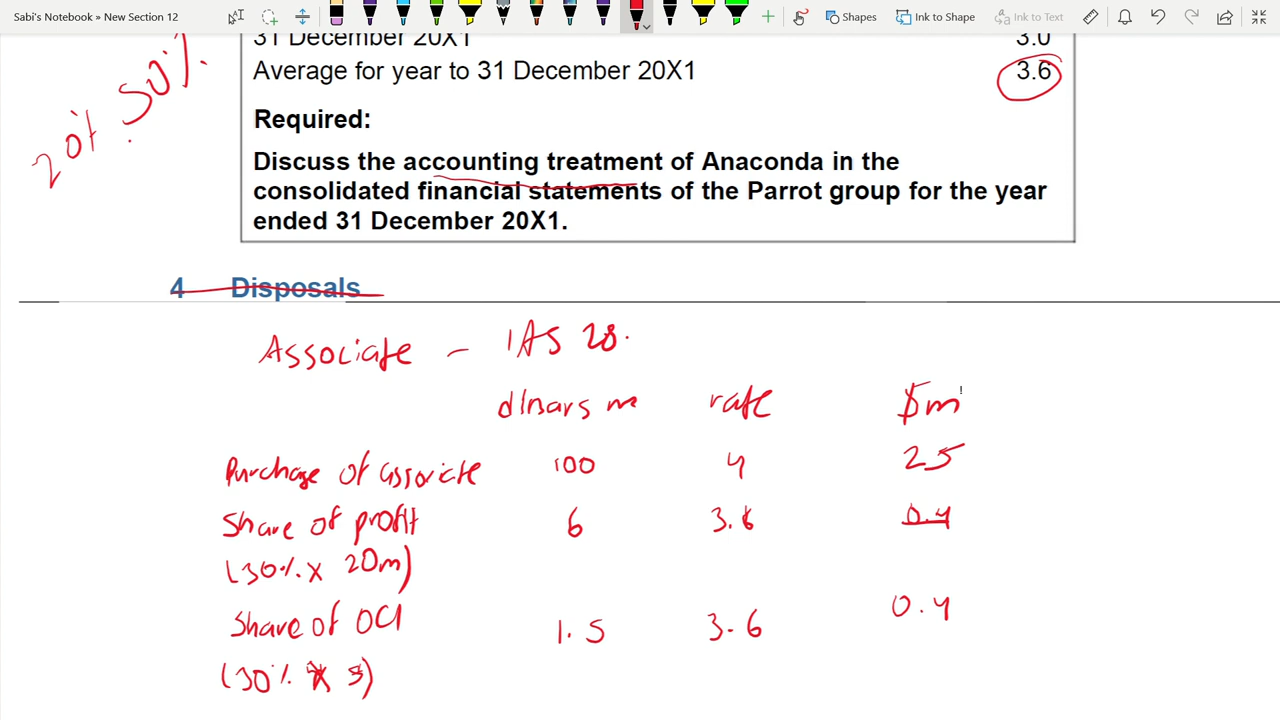 Sabi's Notebook » New Section 12
Shapes
Ink to Shape
Ink to Text
31 December 20X1 3.0
Average for year to 31 December 20X1 3.6
20% 50%.
Required:
Discuss the accounting treatment of Anaconda in the
consolidated financial statements of the Parrot group for the year
ended 31 December 20X1.
4 Disposals
Associate – IAS 28.
dinars m rate $m
Purchase of associate 100 4 25
Share of profit 6 3.6 0.4
(30% x 20m)
Share of OCI 1.5 3.6 0.4
(30% x 5)